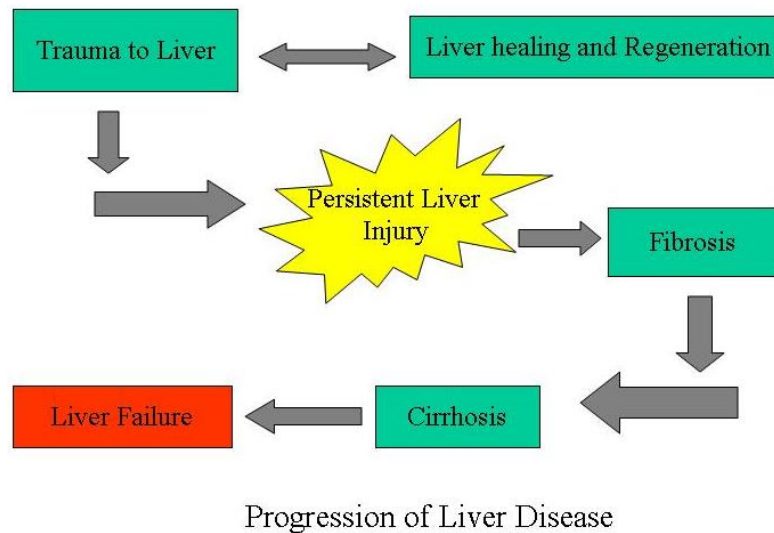 Trauma to Liver
Liver healing and Regeneration
Persistent Liver
Injury
Fibrosis
Liver Failure
Cirrhosis
Progression of Liver Disease